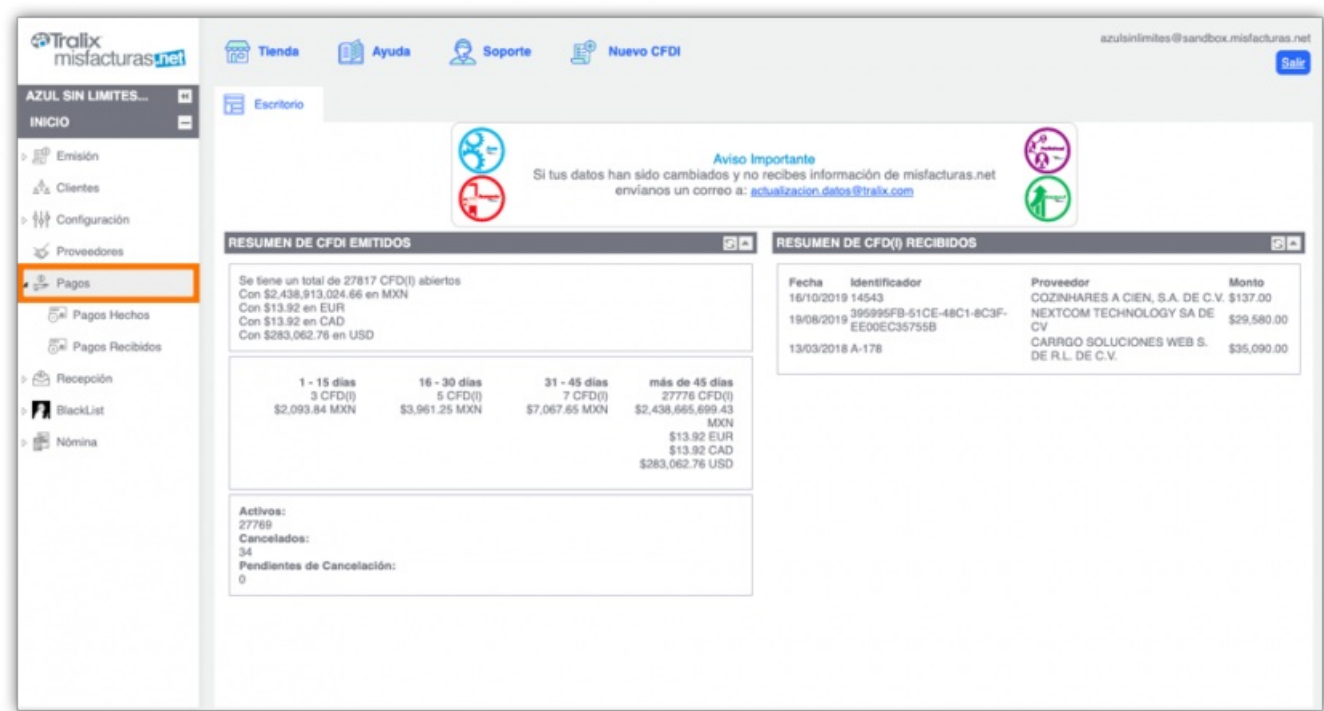 Tralix
misfacturas.net
Tienda
Ayuda
Soporte
Nuevo CFDI
azulsinlimites@sandbox.misfacturas.net
Salir
AZUL SIN LIMITES...
INICIO
Emisión
Clientes
Configuración
Proveedores
Pagos
Pagos Hechos
Pagos Recibidos
Recepción
BlackList
Nómina
Escritorio
Aviso Importante
Si tus datos han sido cambiados y no recibes información de misfacturas.net
envíanos un correo a: actualizacion.datos@tralix.com
RESUMEN DE CFDI EMITIDOS
Se tiene un total de 27817 CFD(I) abiertos
Con $2,438,913,024.66 en MXN
Con $13.92 en EUR
Con $13.92 en CAD
Con $283,062.76 en USD
1 - 15 días 16 - 30 días 31 - 45 días más de 45 días
3 CFD(I) 5 CFD(I) 7 CFD(I) 27776 CFD(I)
$2,093.84 MXN $3,961.25 MXN $7,067.65 MXN $2,438,665,699.43
MXN
$13.92 EUR
$13.92 CAD
$283,062.76 USD
Activos:
27769
Cancelados:
34
Pendientes de Cancelación:
0
RESUMEN DE CFD(I) RECIBIDOS
Fecha Identificador Proveedor Monto
16/10/2019 14543 COZINHARES A CIEN, S.A. DE C.V. $137.00
19/08/2019 395995FB-51CE-48C1-8C3F- NEXTCOM TECHNOLOGY SA DE $29,580.00
EE00EC35755B CV
13/03/2018 A-178 CARRGO SOLUCIONES WEB S. $35,090.00
DE R.L. DE C.V.